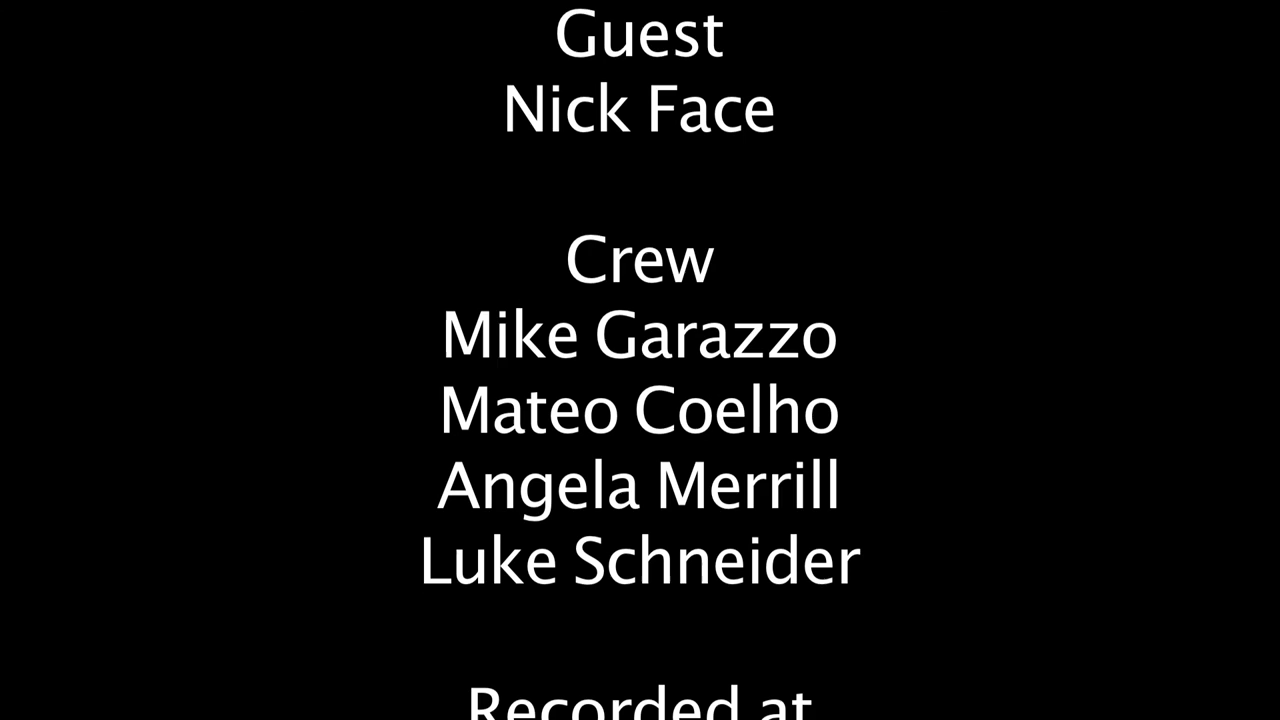 Guest
Nick Face
Crew
Mike Garazzo
Mateo Coelho
Angela Merrill
Luke Schneider
Recorded at